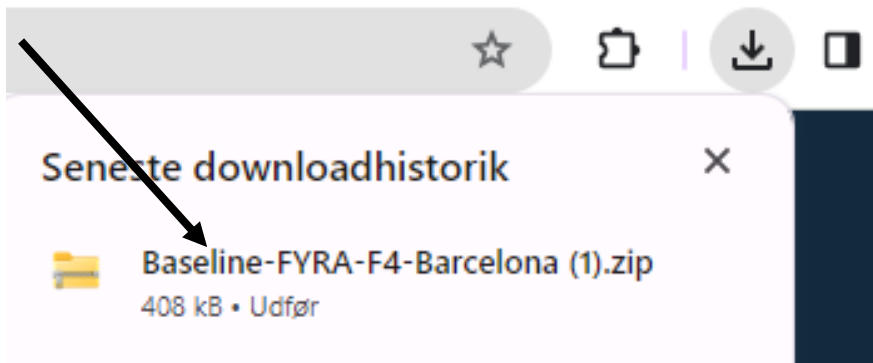 Seneste downloadhistorik
Baseline-FYRA-F4-Barcelona (1).zip
408 kB • Udfør